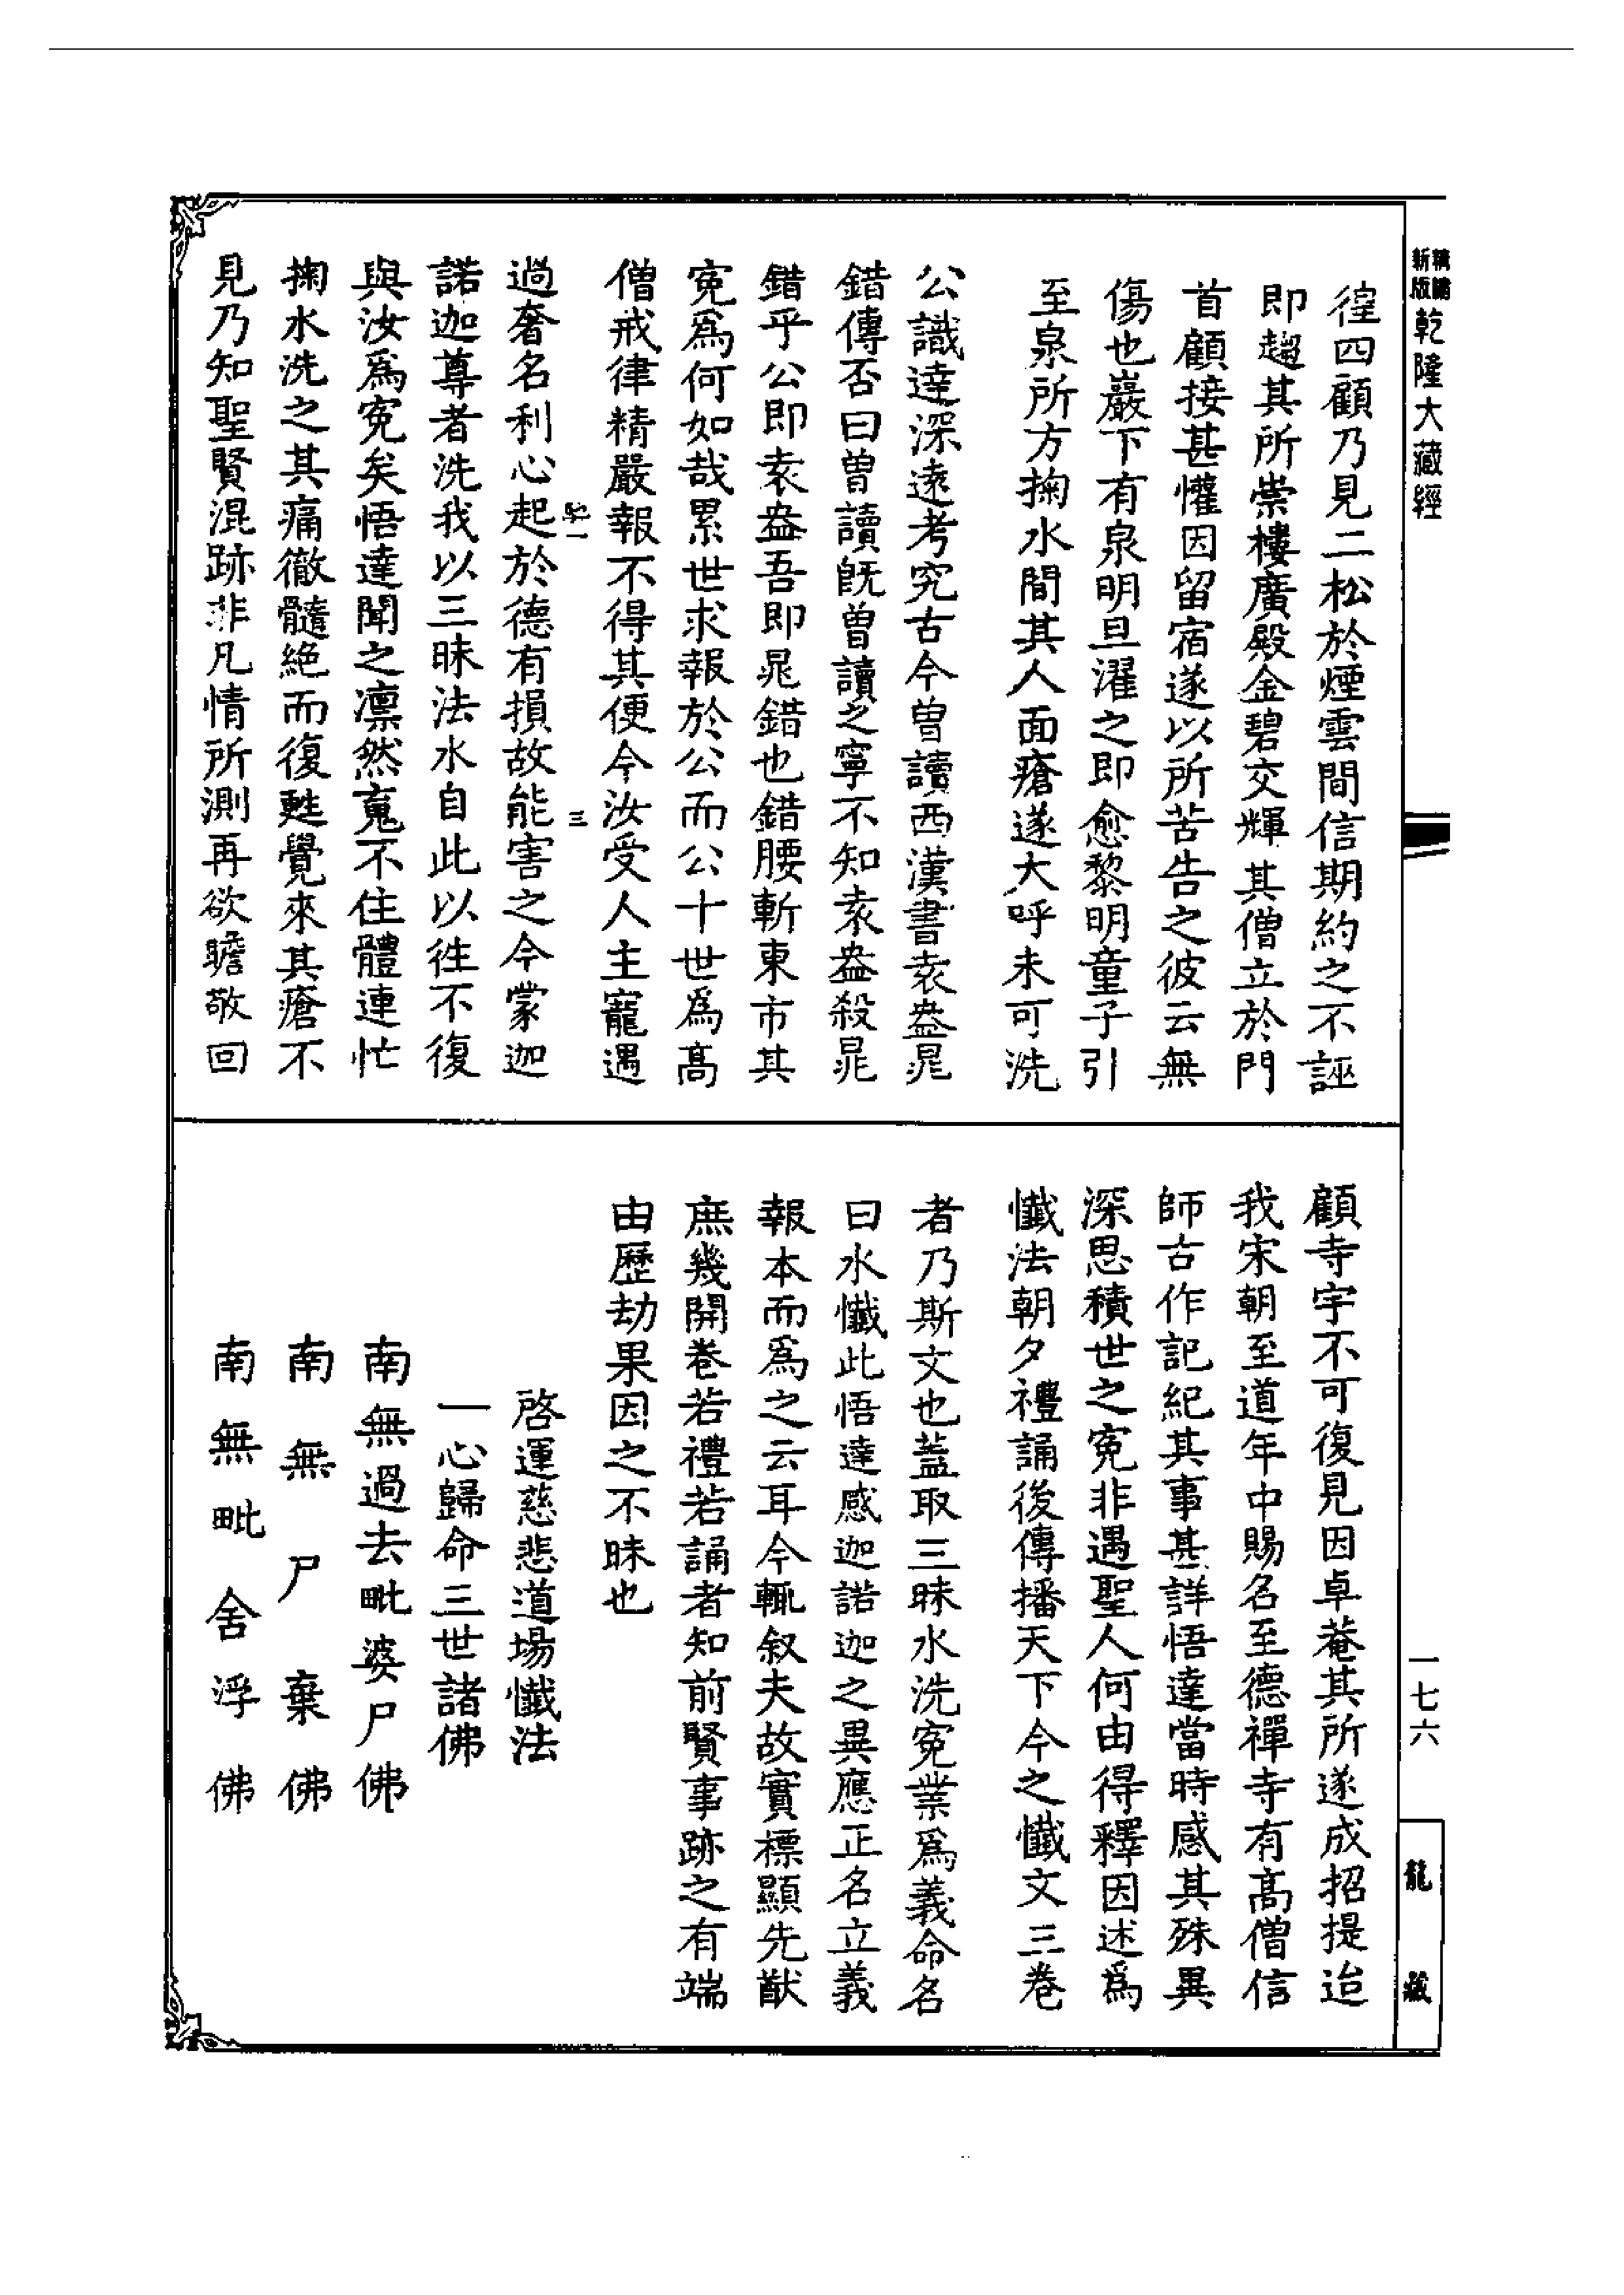 新版
乾隆大藏經
徨四顧乃見二松於煙雲間信期約之不誣
即趨其所崇樓廣殿金碧交輝其僧立於門
首顧接甚懽因留宿遂以所苦告之彼云無
傷也巖下有泉明旦濯之即愈黎明童子引
至泉所方掬水間其人面瘡遂大呼未可洗
公識達深遠考究古今曾讀西漢書袁盎晁
錯傳否曰曾讀既曾讀之寧不知袁盎殺晁
錯乎公即袁盎吾即晁錯也錯腰斬東市其
寃為何如哉累世求報於公而公十世為高
僧戒律精嚴報不得其便今汝受人主寵遇
過奢名利心起於德有損故能害之今蒙迦
諾迦尊者洗我以三昧法水自此以徃不復
與汝為寃矣悟達聞之凛然䰟不住體連忙
掬水洗之其痛徹髓絕而復甦覺來其瘡不
見乃知聖賢混跡非凡情所測再欲瞻敬回
三
顧寺宇不可復見因卓菴其所遂成招提迨
我宋朝至道年中賜名至德禪寺有高僧信
師古作記紀其事甚詳悟達當時感其殊異
深思積世之寃非遇聖人何由得釋因述為
懺法朝夕禮誦後傳播天下今之懺文三卷
者乃斯文也葢取三昧水洗寃業為義命名
曰水懺此悟達感迦諾迦之異應正名立義
報本而為之云耳今輒叙夫故實標顯先猷
庶幾開卷若禮若誦者知前賢事跡之有端
由歷劫果因之不昧也
啓運慈悲道場懺法
一心歸命三世諸佛
南無過去毗婆尸佛
南無尸棄佛
南無毗舍浮佛
一七六
龍藏